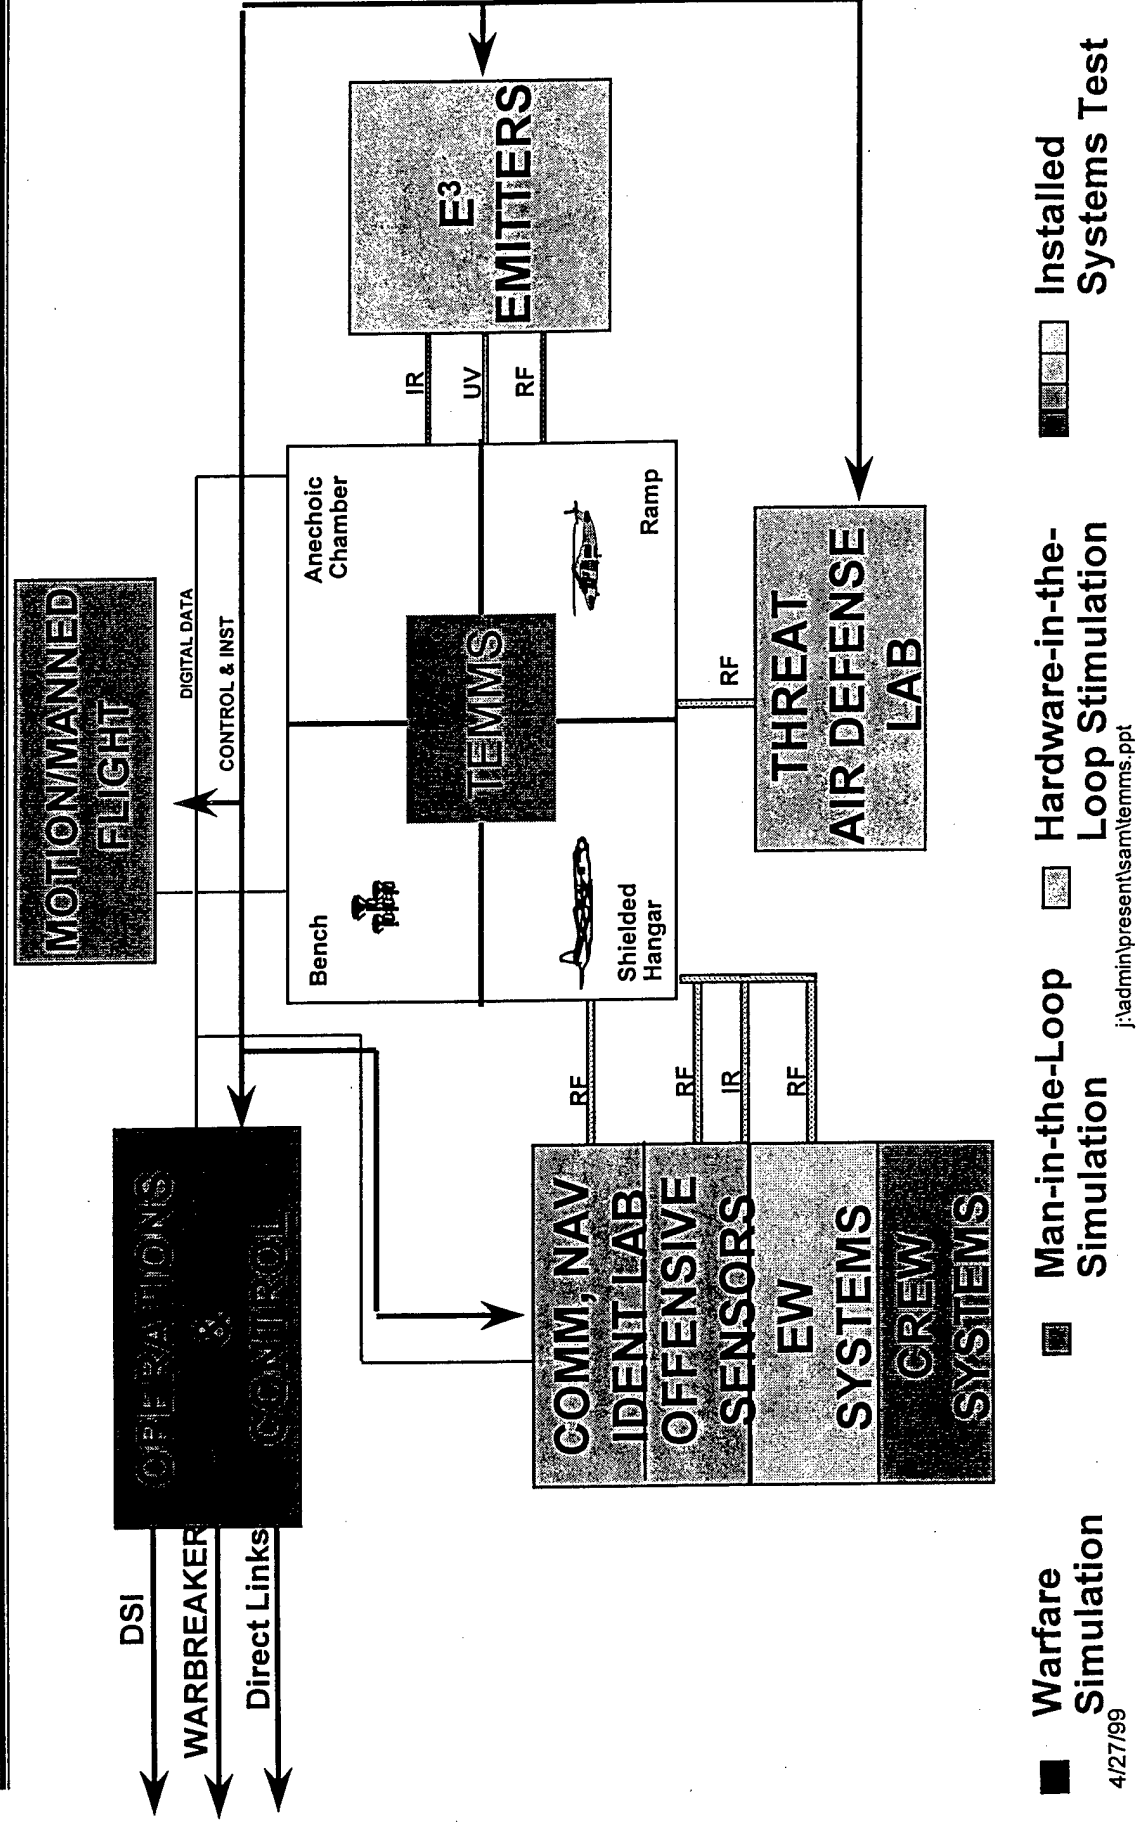 DSI
WARBREAKER
Direct Links
OPERATIONS
&
CONTROL
MOTION/MANNED
FLIGHT
DIGITAL DATA
CONTROL & INST
Bench
Anechoic
Chamber
TEMMS
Shielded
Hangar
Ramp
IR
UV
RF
E³
EMITTERS
RF
RF
IR
RF
COMM, NAV
IDENT LAB
OFFENSIVE
SENSORS
EW
SYSTEMS
CREW
SYSTEMS
RF
THREAT
AIR DEFENSE
LAB
Warfare
Simulation
Man-in-the-Loop
Simulation
Hardware-in-the-
Loop Stimulation
Installed
Systems Test
4/27/99
j:\admin\present\sam\temms.ppt